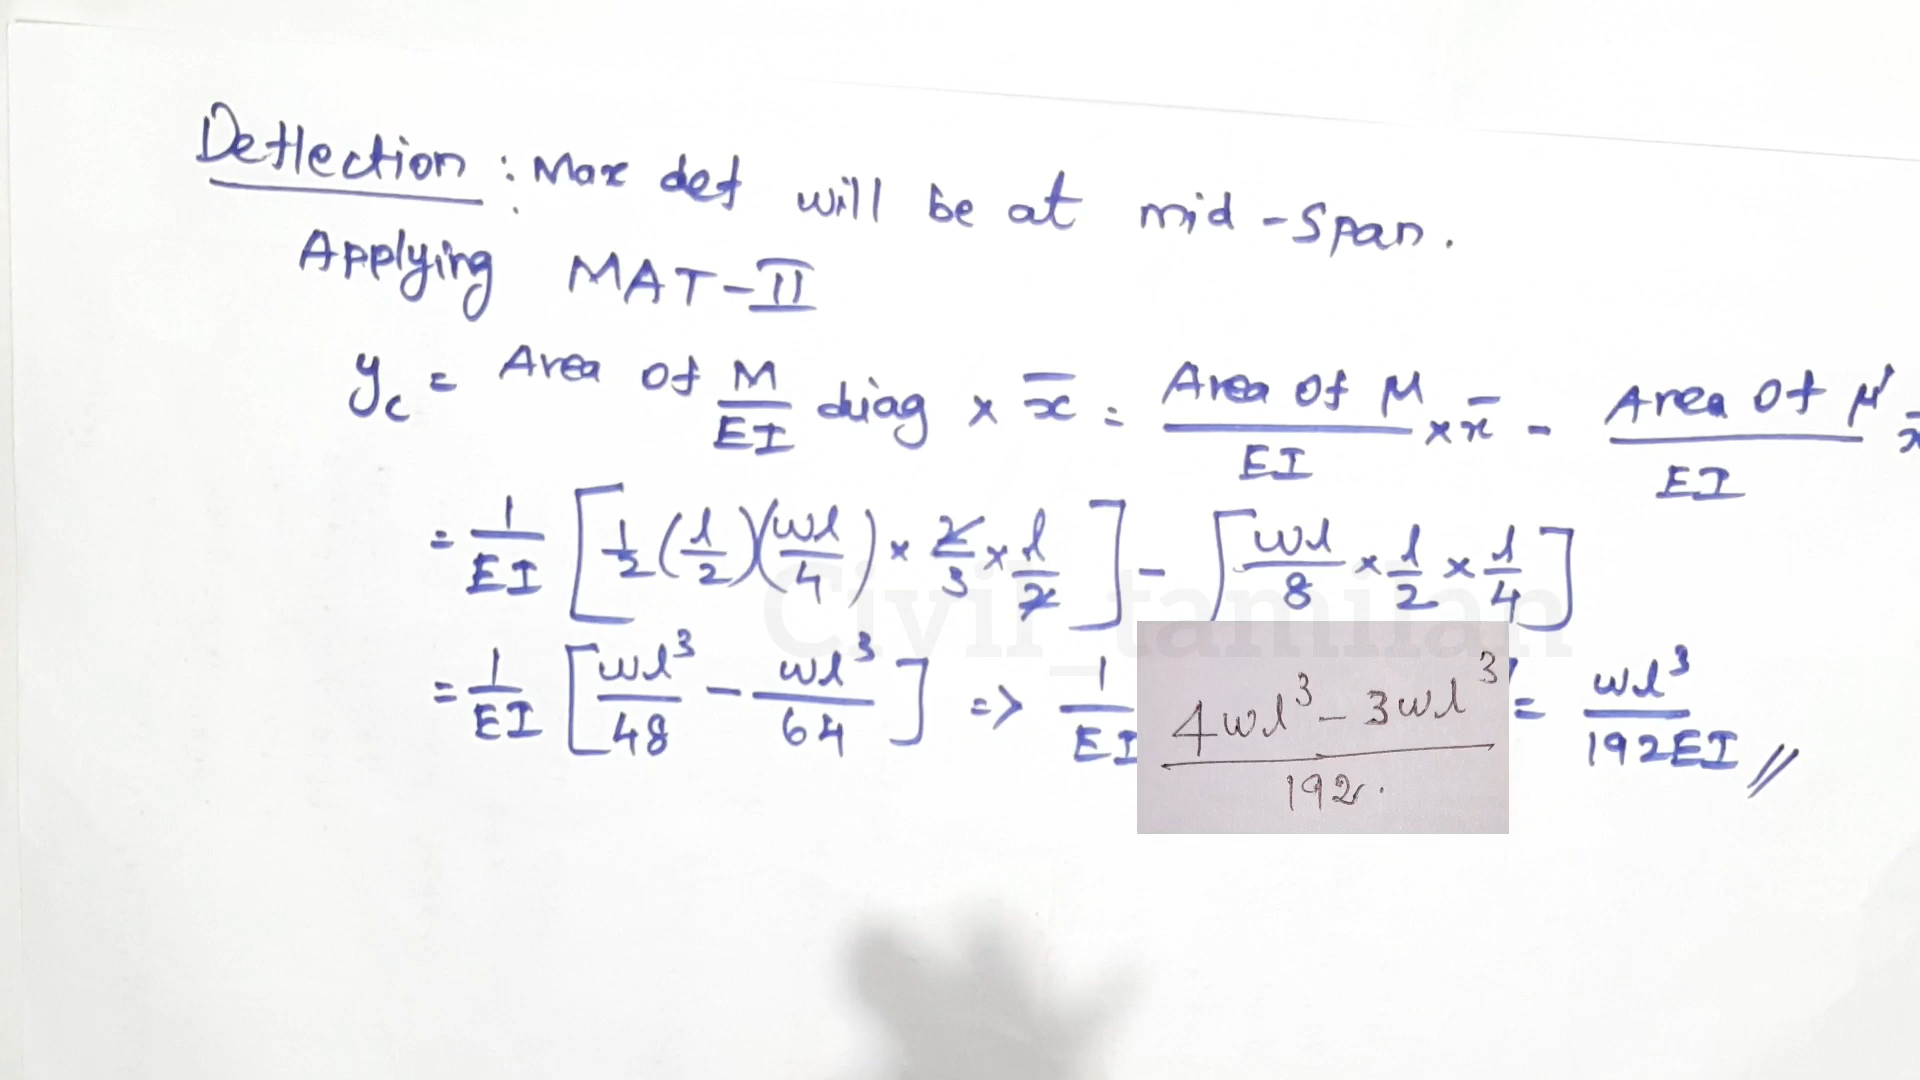 Deflection : Max def will be at mid-span.
Applying MAT-II
y_c = Area of M/EI diag × x̄ = Area of M/EI × x̄ - Area of M'/EI x̄
= 1/EI [1/2 (l/2)(wl/4) × 2/3 × l/2] - [wl/8 × l/2 × l/4]
= 1/EI [wl³/48 - wl³/64] => 1/EI 4wl³ - 3wl³/192. = wl³/192EI //
Civil_tamilan